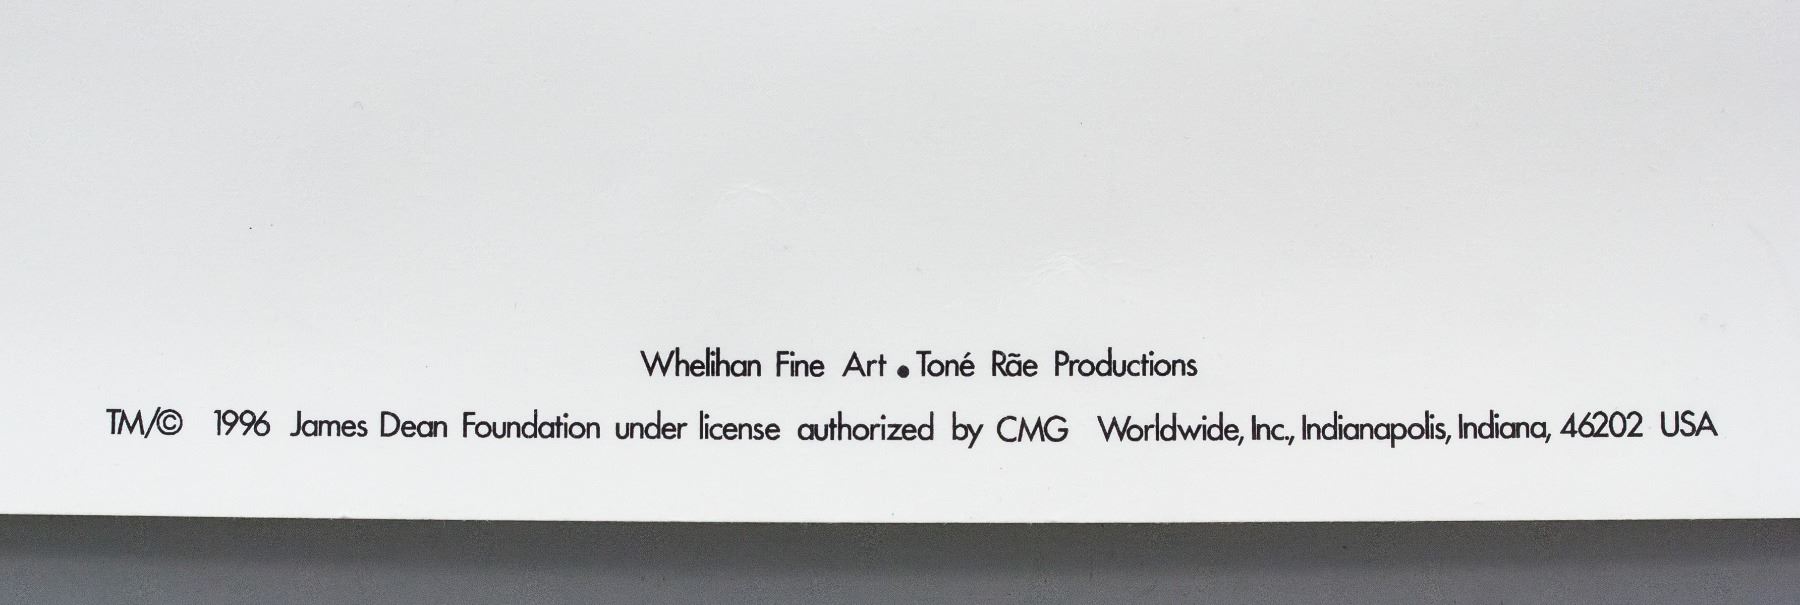 Whelihan Fine Art • Toné Rãe Productions
TM/© 1996 James Dean Foundation under license authorized by CMG Worldwide, Inc., Indianapolis, Indiana, 46202 USA